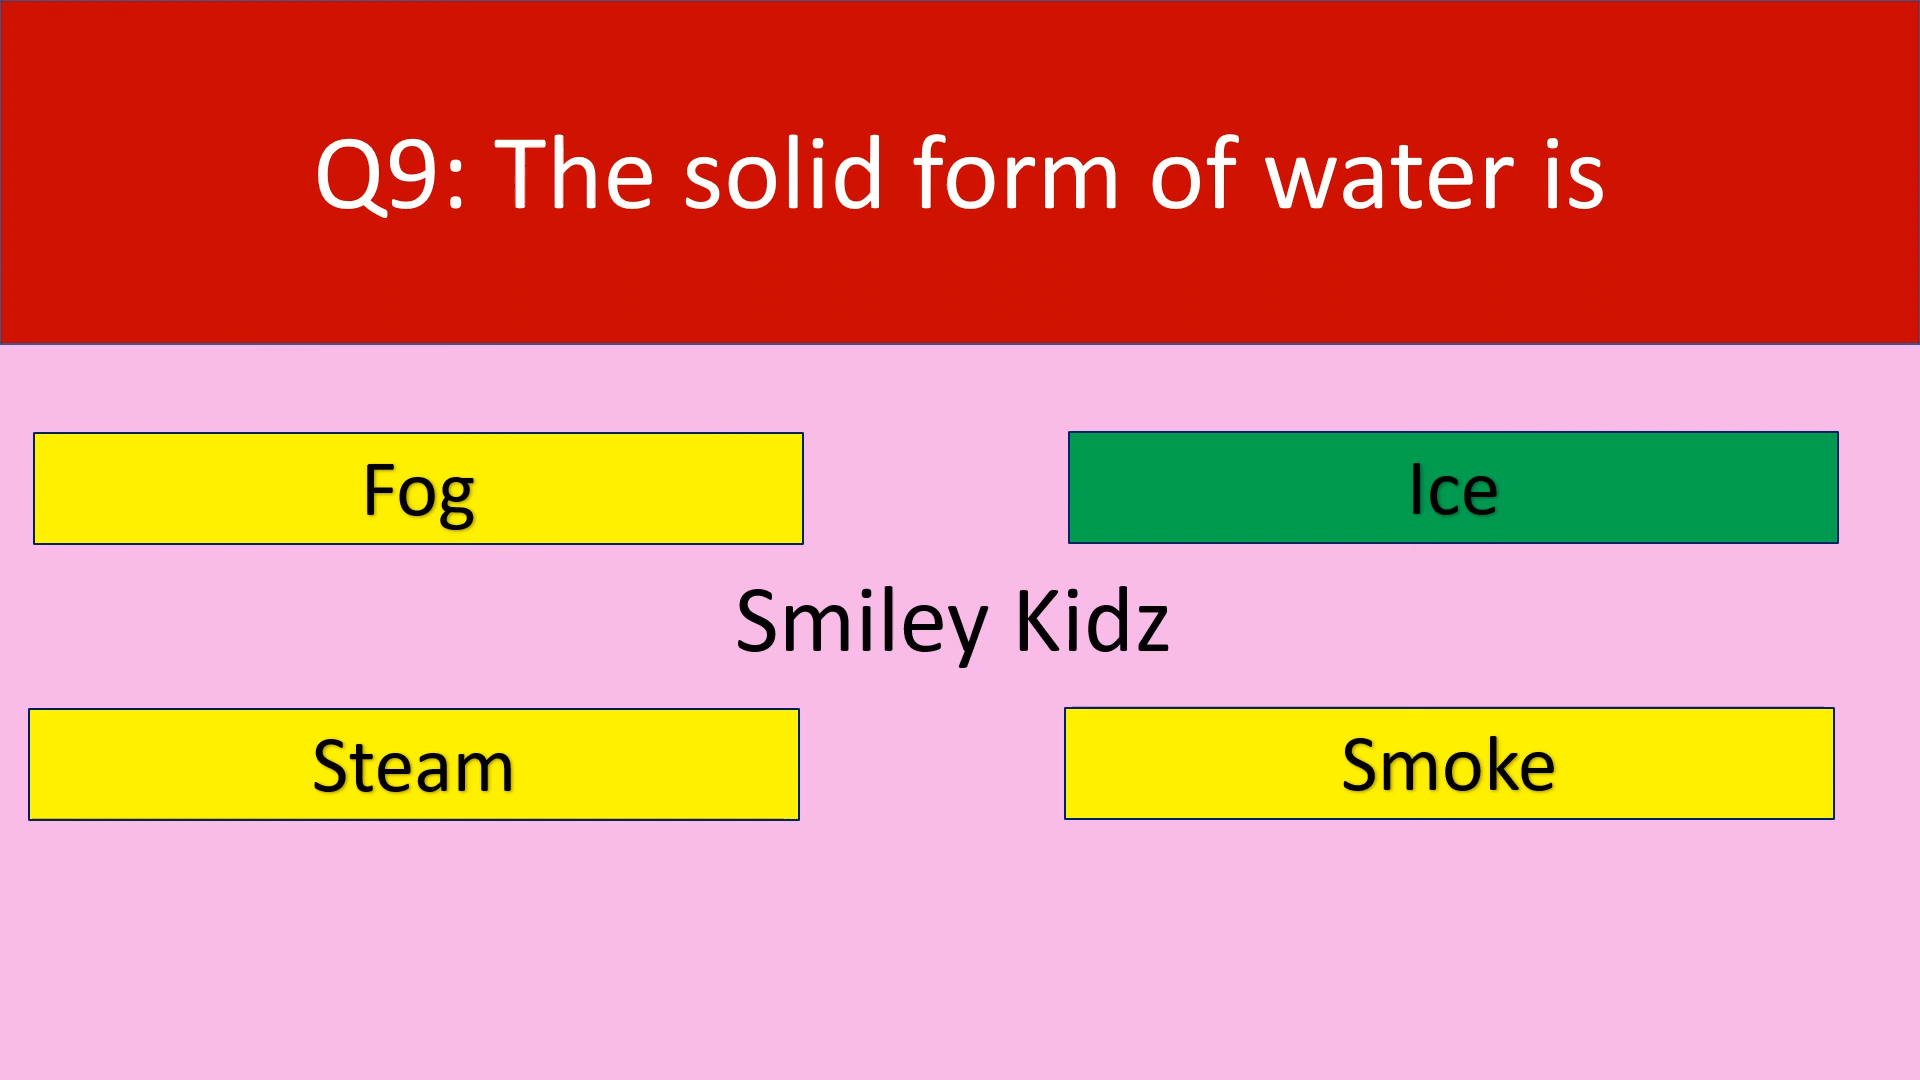 Q9: The solid form of water is
Fog
Ice
Smiley Kidz
Steam
Smoke